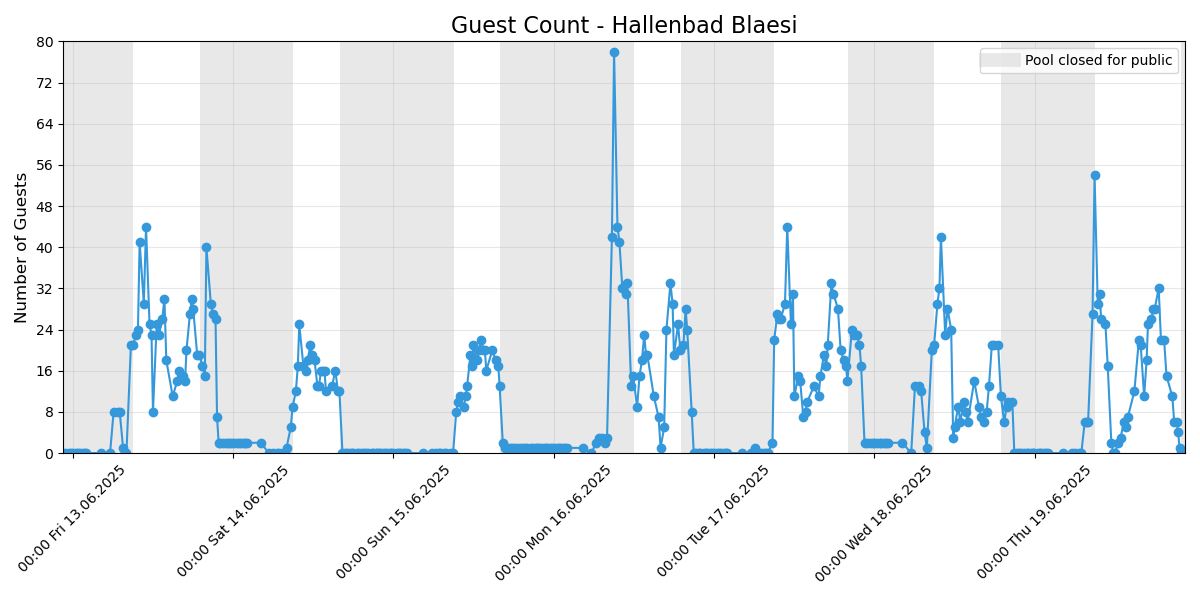 Guest Count - Hallenbad Blaesi
Pool closed for public
Number of Guests
80
72
64
56
48
40
32
24
16
8
0
00:00 Fri 13.06.2025
00:00 Sat 14.06.2025
00:00 Sun 15.06.2025
00:00 Mon 16.06.2025
00:00 Tue 17.06.2025
00:00 Wed 18.06.2025
00:00 Thu 19.06.2025